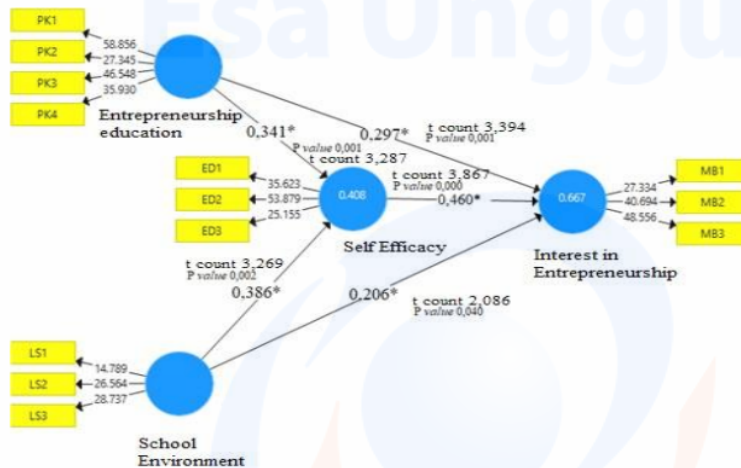 Esa Unggu
PK1
PK2
PK3
PK4
58.856
27.345
46.548
35.930
Entrepreneurship
education
0,341*
P value 0,001
t count 3,287
0,297*
t count 3,394
P value 0,001
ED1
ED2
ED3
35.623
53.879
25.155
0.408
Self Efficacy
t count 3,867
P value 0,000
0,460*
0.667
Interest in
Entrepreneurship
27.334
40.694
48.556
MB1
MB2
MB3
t count 3,269
P value 0,002
0,386*
0,206*
t count 2,086
P value 0,040
LS1
LS2
LS3
14.789
26.564
28.737
School
Environment